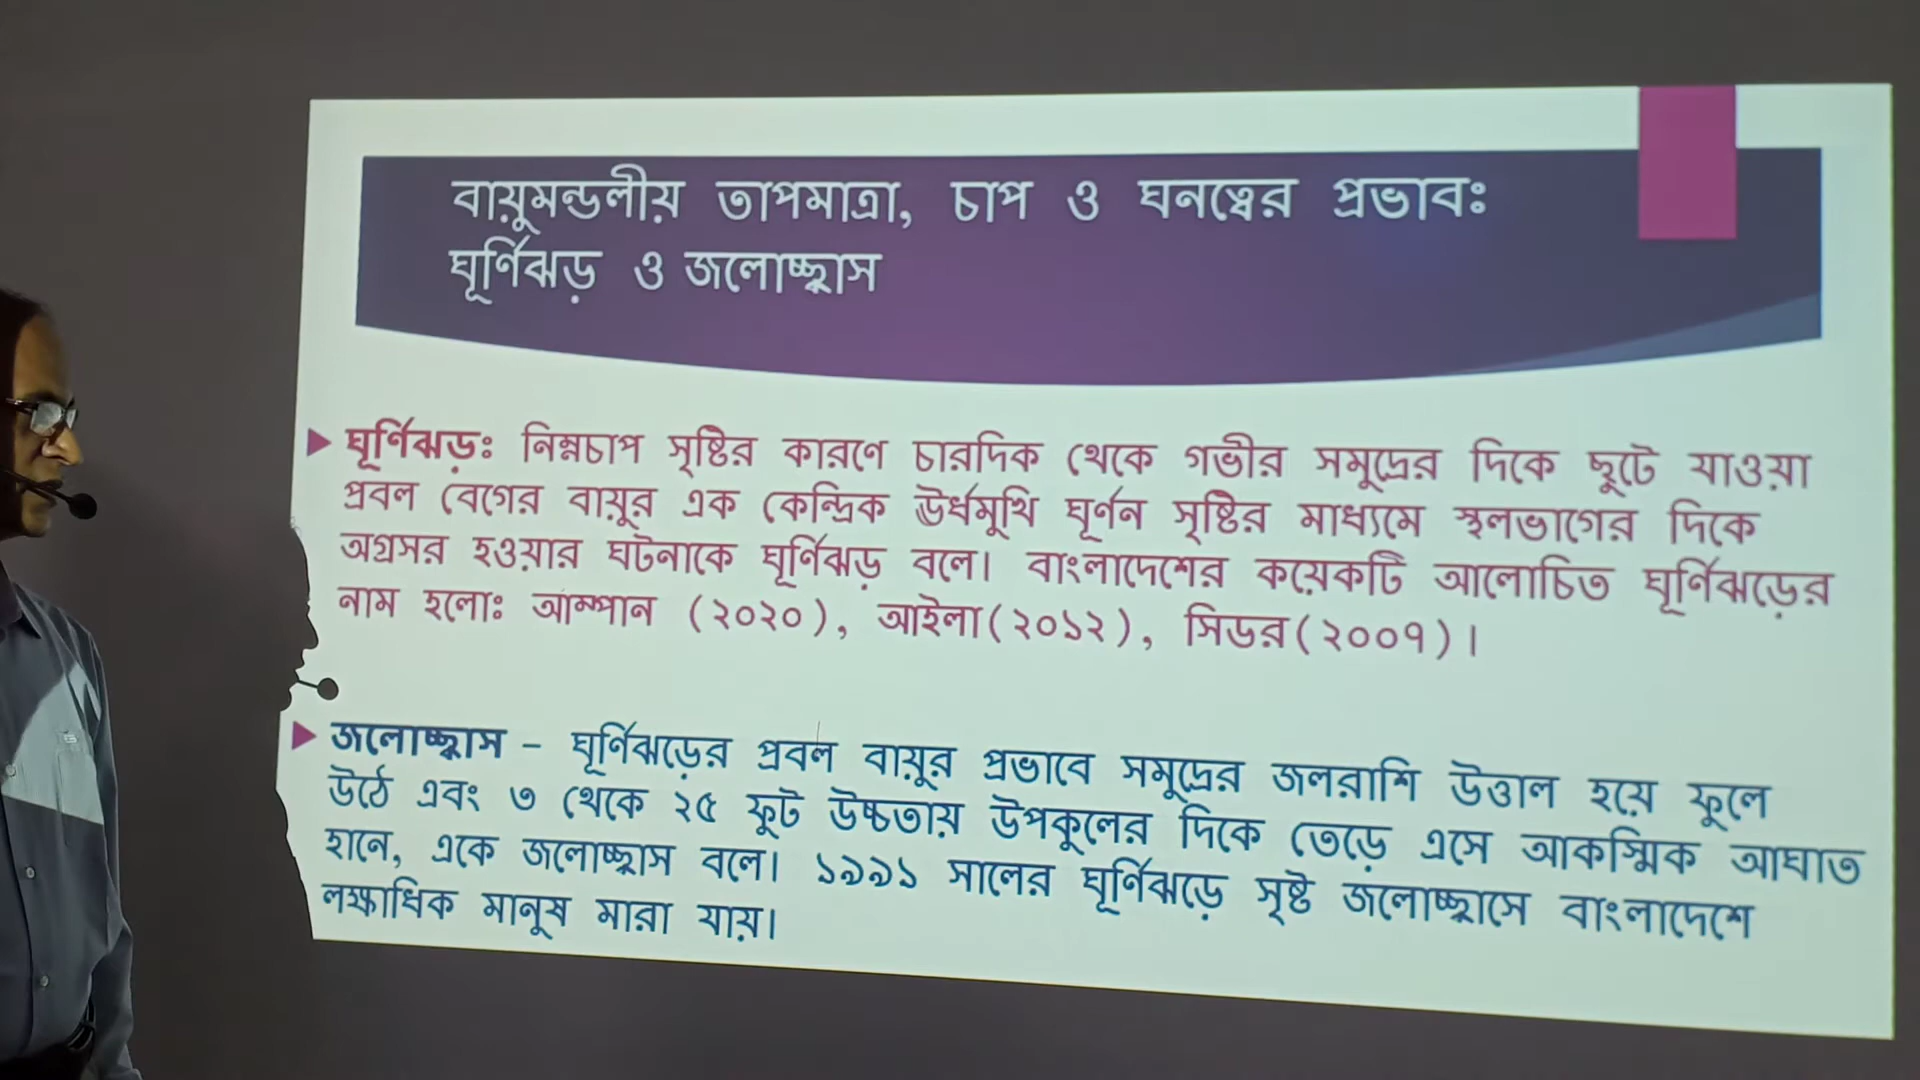 বায়ুমন্ডলীয় তাপমাত্রা, চাপ ও ঘনত্বের প্রভাবঃ
ঘূর্ণিঝড় ও জলোচ্ছ্বাস
ঘূর্ণিঝড়ঃ নিম্নচাপ সৃষ্টির কারণে চারদিক থেকে গভীর সমুদ্রের দিকে ছুটে যাওয়া
প্রবল বেগের বায়ুর এক কেন্দ্রিক ঊর্ধমুখি ঘূর্ণন সৃষ্টির মাধ্যমে স্থলভাগের দিকে
অগ্রসর হওয়ার ঘটনাকে ঘূর্ণিঝড় বলে। বাংলাদেশের কয়েকটি আলোচিত ঘূর্ণিঝড়ের
নাম হলোঃ আম্পান (২০২০), আইলা(২০১২), সিডর(২০০৭)।
জলোচ্ছ্বাস – ঘূর্ণিঝড়ের প্রবল বায়ুর প্রভাবে সমুদ্রের জলরাশি উত্তাল হয়ে ফুলে
উঠে এবং ৩ থেকে ২৫ ফুট উচ্চতায় উপকুলের দিকে তেড়ে এসে আকস্মিক আঘাত
হানে, একে জলোচ্ছ্বাস বলে। ১৯৯১ সালের ঘূর্ণিঝড়ে সৃষ্ট জলোচ্ছ্বাসে বাংলাদেশে
লক্ষাধিক মানুষ মারা যায়।